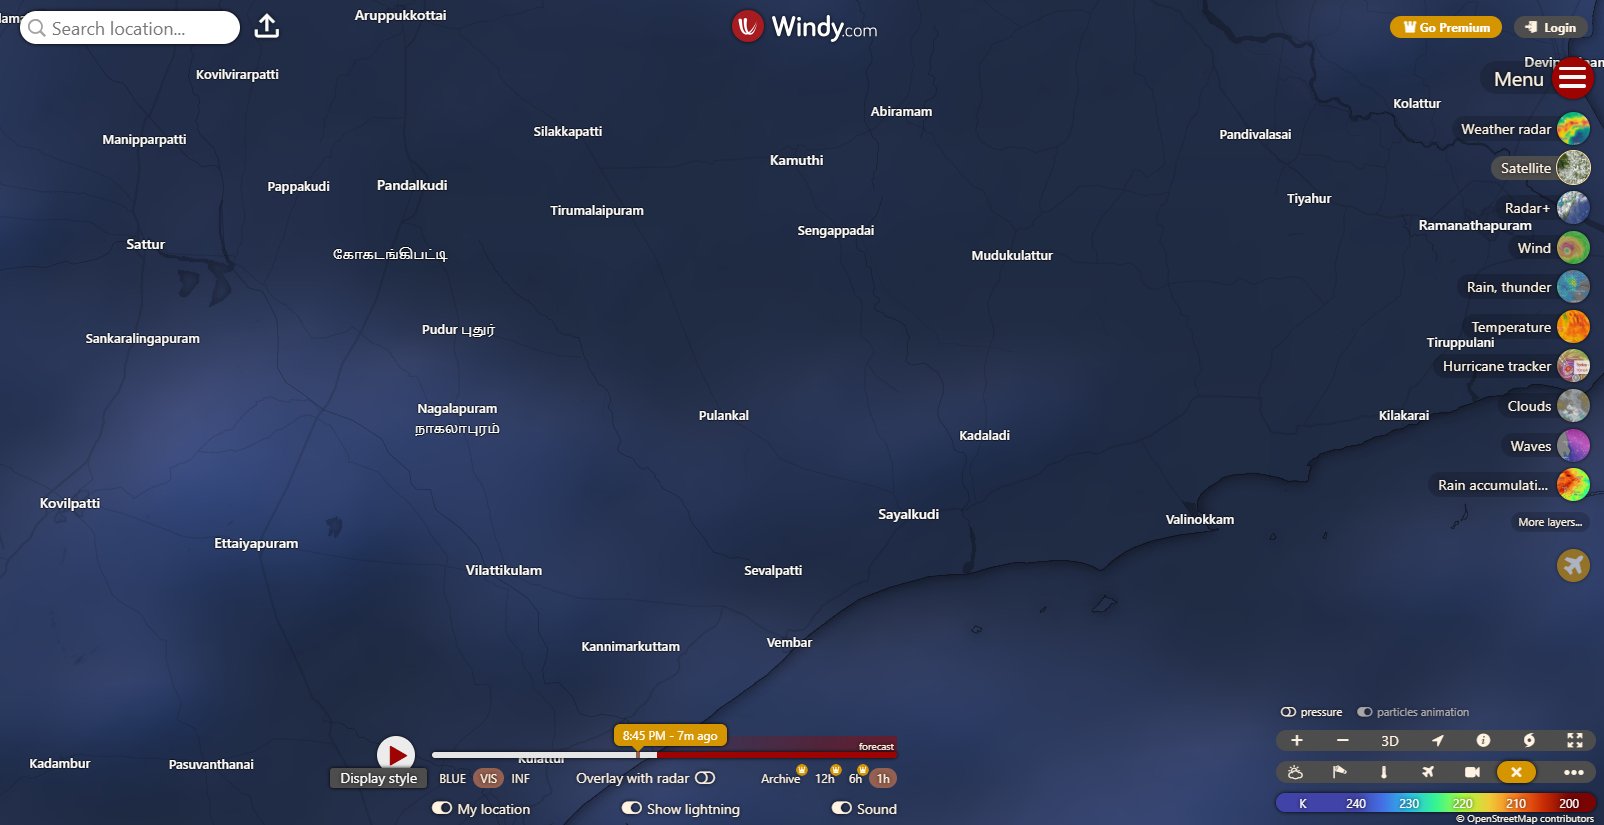 Aruppukkottai
Search location...
Windy.com
Go Premium
Login
Menu
Kovilvirarpatti
Abiramam
Kolattur
Manipparpatti
Silakkapatti
Pandivalasai
Weather radar
Kamuthi
Satellite
Pappakudi
Pandalkudi
Tirumalaipuram
Tiyahur
Radar+
Sengappadai
Ramanathapuram
Sattur
கோகடங்கிபட்டி
Mudukulattur
Wind
Rain, thunder
Pudur புதூர்
Temperature
Sankaralingapuram
Tiruppulani
Hurricane tracker
Nagalapuram
நாகலாபுரம்
Pulankal
Clouds
Kilakarai
Kadaladi
Waves
Rain accumulati...
Kovilpatti
Sayalkudi
Valinokkam
More layers...
Ettaiyapuram
Vilattikulam
Sevalpatti
Kannimarkuttam
Vembar
pressure
particles animation
8:45 PM - 7m ago
forecast
3D
Kadambur
Pasuvanthanai
Kulattur
Display style
BLUE
VIS
INF
Overlay with radar
Archive
12h
6h
1h
My location
Show lightning
Sound
K 240 230 220 210 200
© OpenStreetMap contributors